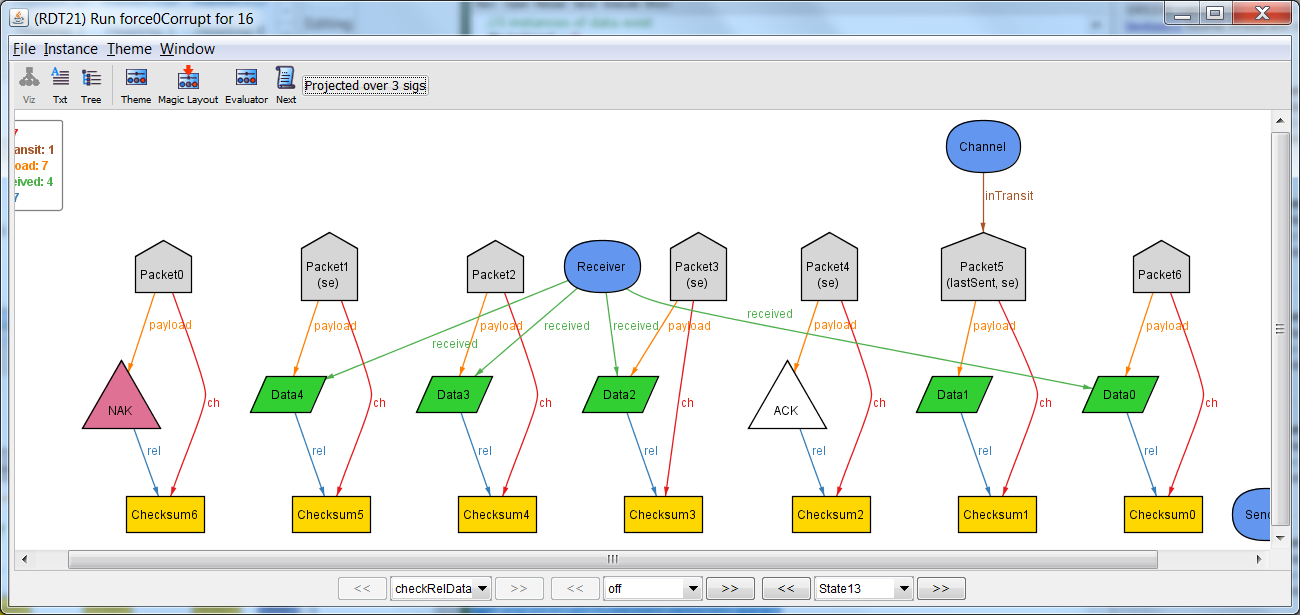 (RDT21) Run force0Corrupt for 16
File Instance Theme Window
Viz Txt Tree Theme Magic Layout Evaluator Next Projected over 3 sigs
7
ansit: 1
oad: 7
eived: 4
7
Channel
inTransit
Packet0 Packet1 (se) Packet2 Receiver Packet3 (se) Packet4 (se) Packet5 (lastSent, se) Packet6
received
payload payload payload received received payload payload payload payload
received
NAK Data4 Data3 Data2 ACK Data1 Data0
ch ch ch ch ch ch ch
rel rel rel rel rel rel rel
Checksum6 Checksum5 Checksum4 Checksum3 Checksum2 Checksum1 Checksum0 Send
<< checkRelData >> << off >> << State13 >>